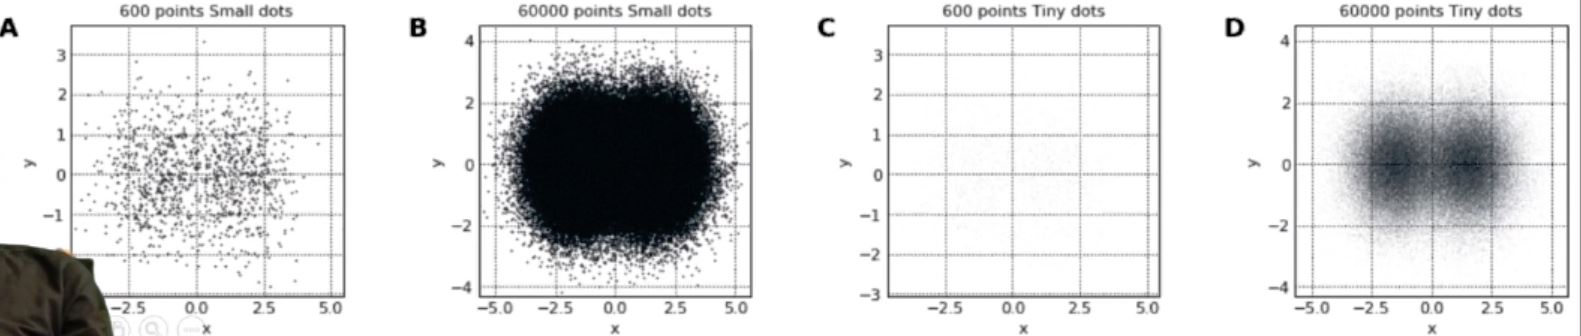 A
600 points Small dots
3
2
1
0
−1
y
−2.5 0.0 2.5 5.0
x
B
60000 points Small dots
4
2
0
−2
−4
y
−5.0 −2.5 0.0 2.5 5.0
x
C
600 points Tiny dots
3
2
1
0
−1
−2
−3
y
−2.5 0.0 2.5 5.0
x
D
60000 points Tiny dots
4
2
0
−2
−4
y
−5.0 −2.5 0.0 2.5 5.0
x